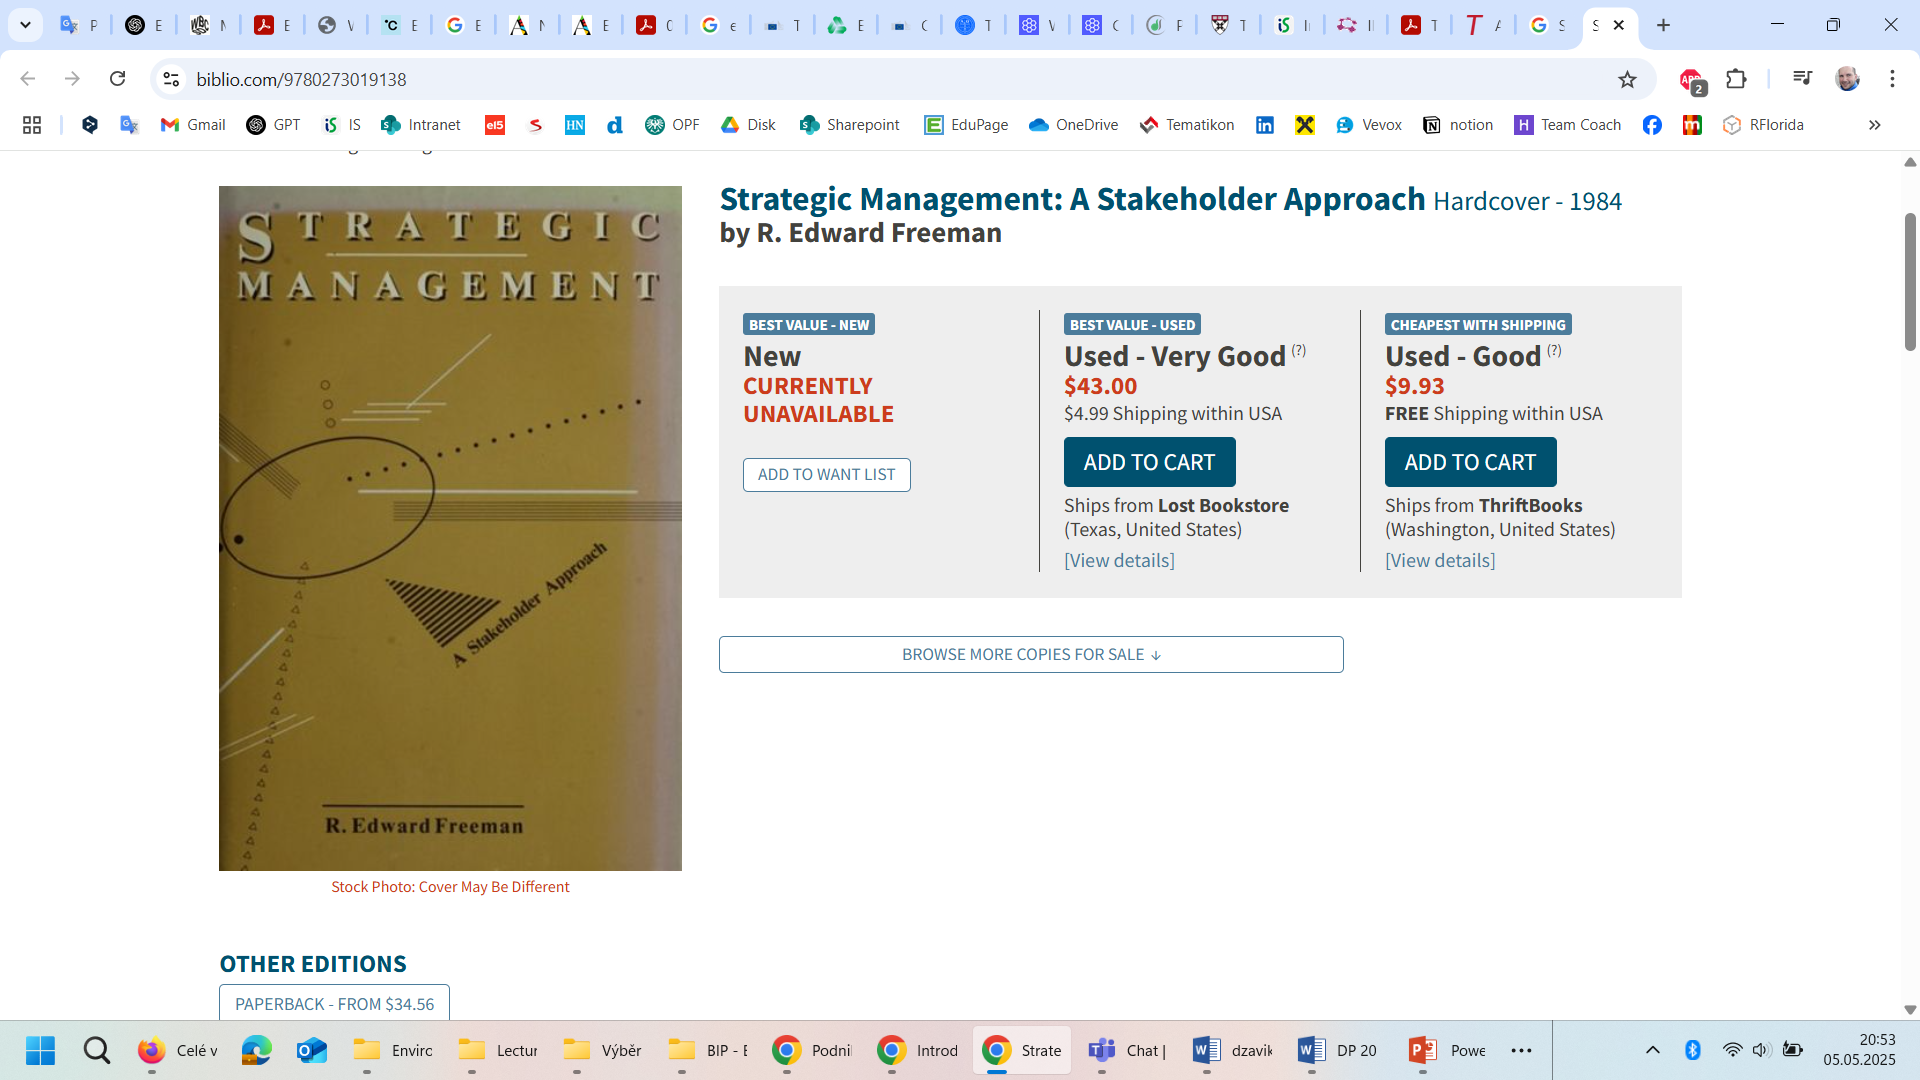 P
E
N
E
V
E
E
N
E
0
e
T
E
C
T
V
C
F
T
I
T
A
S
S
biblio.com/9780273019138
2
Gmail
GPT
IS
Intranet
el5
HN
OPF
Disk
Sharepoint
EduPage
OneDrive
Tematikon
Vevox
notion
Team Coach
RFlorida
STRATEGIC
MANAGEMENT
A Stakeholder Approach
R. Edward Freeman
Stock Photo: Cover May Be Different
Strategic Management: A Stakeholder Approach Hardcover - 1984
by R. Edward Freeman
BEST VALUE - NEW
New
CURRENTLY
UNAVAILABLE
ADD TO WANT LIST
BEST VALUE - USED
Used - Very Good (?)
$43.00
$4.99 Shipping within USA
ADD TO CART
Ships from Lost Bookstore
(Texas, United States)
[View details]
CHEAPEST WITH SHIPPING
Used - Good (?)
$9.93
FREE Shipping within USA
ADD TO CART
Ships from ThriftBooks
(Washington, United States)
[View details]
BROWSE MORE COPIES FOR SALE ↓
OTHER EDITIONS
PAPERBACK - FROM $34.56
Celé v
Enviro
Lectur
Výběr
BIP - E
Podni
Introd
Strate
Chat |
dzavik
DP 20
Powe
20:53
05.05.2025